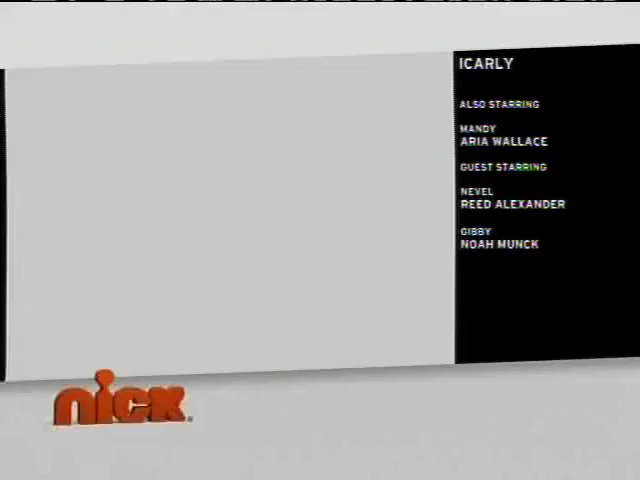 ICARLY
ALSO STARRING
MANDY
ARIA WALLACE
GUEST STARRING
NEVEL
REED ALEXANDER
GIBBY
NOAH MUNCK
nick